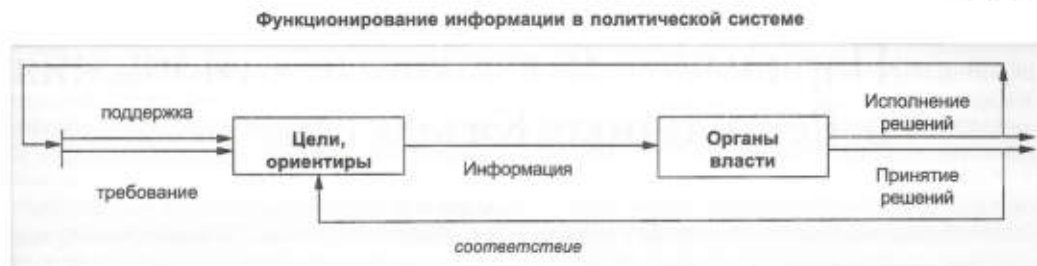 Функционирование информации в политической системе
поддержка
требование
Цели,
ориентиры
Информация
Органы
власти
Исполнение
решений
Принятие
решений
соответствие